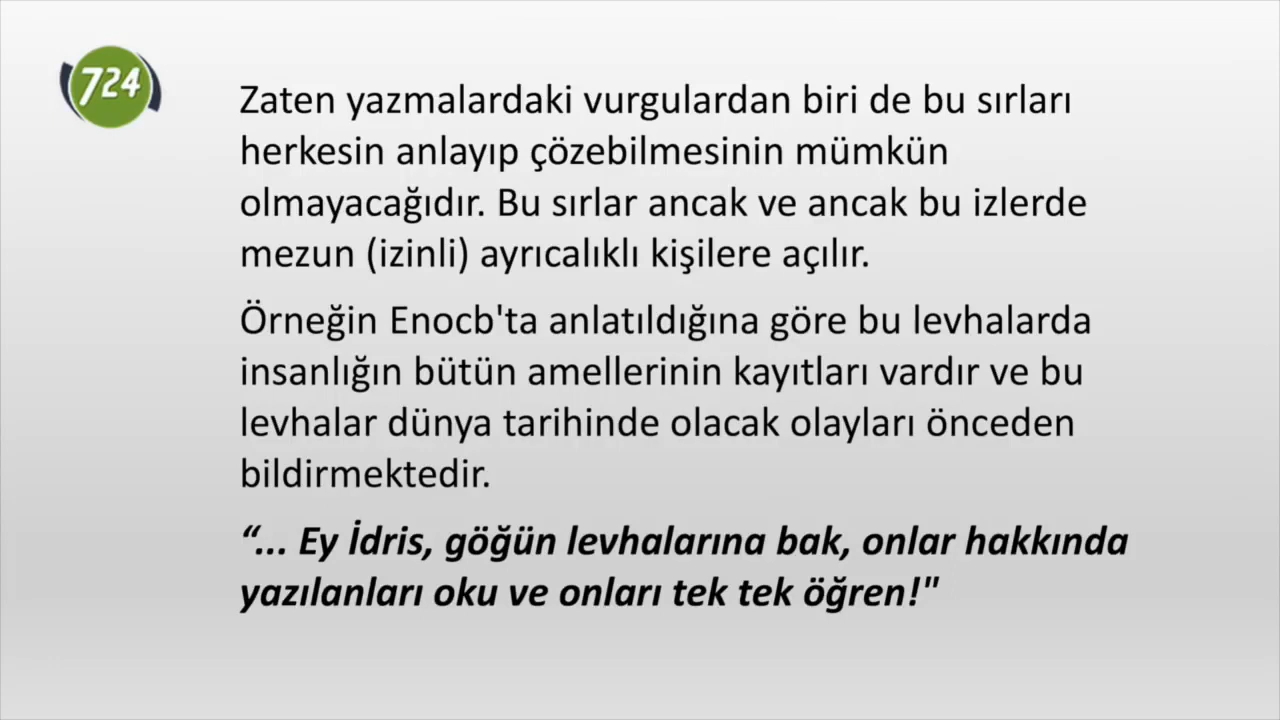 724
Zaten yazmalardaki vurgulardan biri de bu sırları
herkesin anlayıp çözebilmesinin mümkün
olmayacağıdır. Bu sırlar ancak ve ancak bu izlerde
mezun (izinli) ayrıcalıklı kişilere açılır.
Örneğin Enocb'ta anlatıldığına göre bu levhalarda
insanlığın bütün amellerinin kayıtları vardır ve bu
levhalar dünya tarihinde olacak olayları önceden
bildirmektedir.
“... Ey İdris, göğün levhalarına bak, onlar hakkında
yazılanları oku ve onları tek tek öğren!"